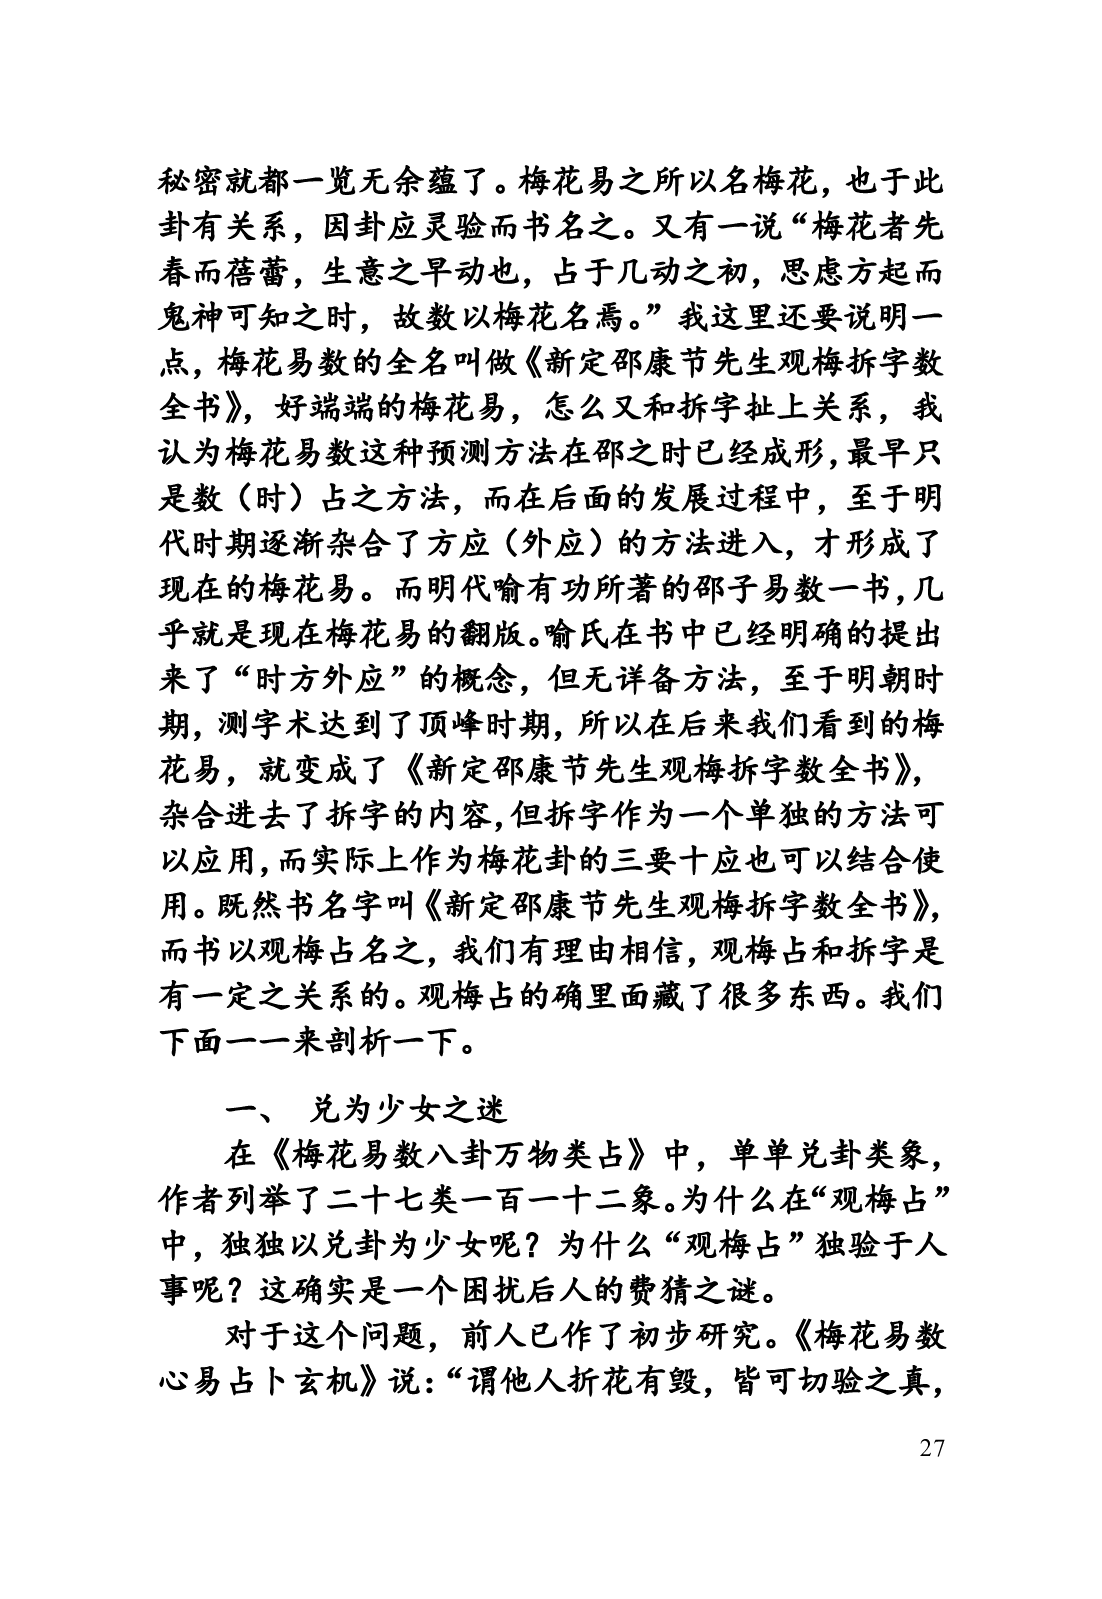 秘密就都一览无余蕴了。梅花易之所以名梅花，也于此
卦有关系，因卦应灵验而书名之。又有一说“梅花者先
春而蓓蕾，生意之早动也，占于几动之初，思虑方起而
鬼神可知之时，故数以梅花名焉。”我这里还要说明一
点，梅花易数的全名叫做《新定邵康节先生观梅拆字数
全书》，好端端的梅花易，怎么又和拆字扯上关系，我
认为梅花易数这种预测方法在邵之时已经成形，最早只
是数（时）占之方法，而在后面的发展过程中，至于明
代时期逐渐杂合了方应（外应）的方法进入，才形成了
现在的梅花易。而明代喻有功所著的邵子易数一书，几
乎就是现在梅花易的翻版。喻氏在书中已经明确的提出
来了“时方外应”的概念，但无详备方法，至于明朝时
期，测字术达到了顶峰时期，所以在后来我们看到的梅
花易，就变成了《新定邵康节先生观梅拆字数全书》，
杂合进去了拆字的内容，但拆字作为一个单独的方法可
以应用，而实际上作为梅花卦的三要十应也可以结合使
用。既然书名字叫《新定邵康节先生观梅拆字数全书》，
而书以观梅占名之，我们有理由相信，观梅占和拆字是
有一定之关系的。观梅占的确里面藏了很多东西。我们
下面一一来剖析一下。
一、 兑为少女之迷
在《梅花易数八卦万物类占》中，单单兑卦类象，
作者列举了二十七类一百一十二象。为什么在“观梅占”
中，独独以兑卦为少女呢？为什么“观梅占”独验于人
事呢？这确实是一个困扰后人的费猜之谜。
对于这个问题，前人已作了初步研究。《梅花易数
心易占卜玄机》说：“谓他人折花有毁，皆可切验之真，
27